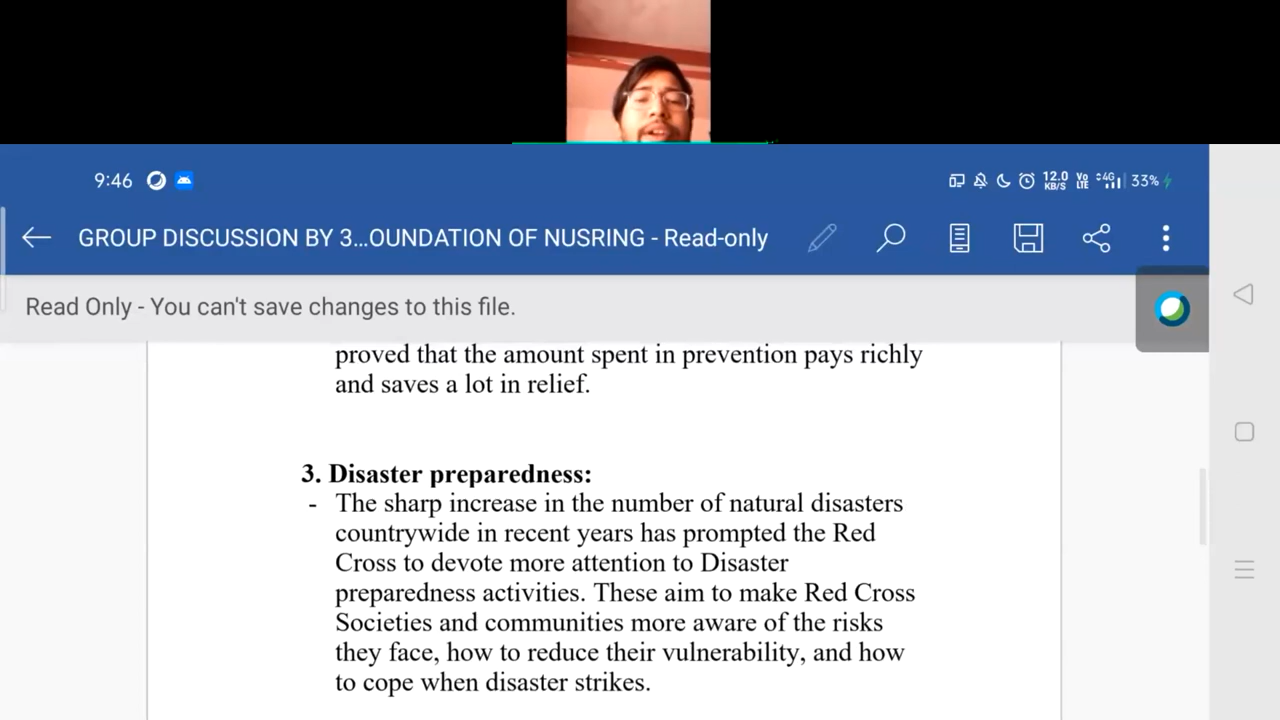 9:46
12.0
KB/S
Vo
LTE
4G
33%
GROUP DISCUSSION BY 3...OUNDATION OF NUSRING - Read-only
Read Only - You can't save changes to this file.
proved that the amount spent in prevention pays richly
and saves a lot in relief.
3. Disaster preparedness:
- The sharp increase in the number of natural disasters
countrywide in recent years has prompted the Red
Cross to devote more attention to Disaster
preparedness activities. These aim to make Red Cross
Societies and communities more aware of the risks
they face, how to reduce their vulnerability, and how
to cope when disaster strikes.